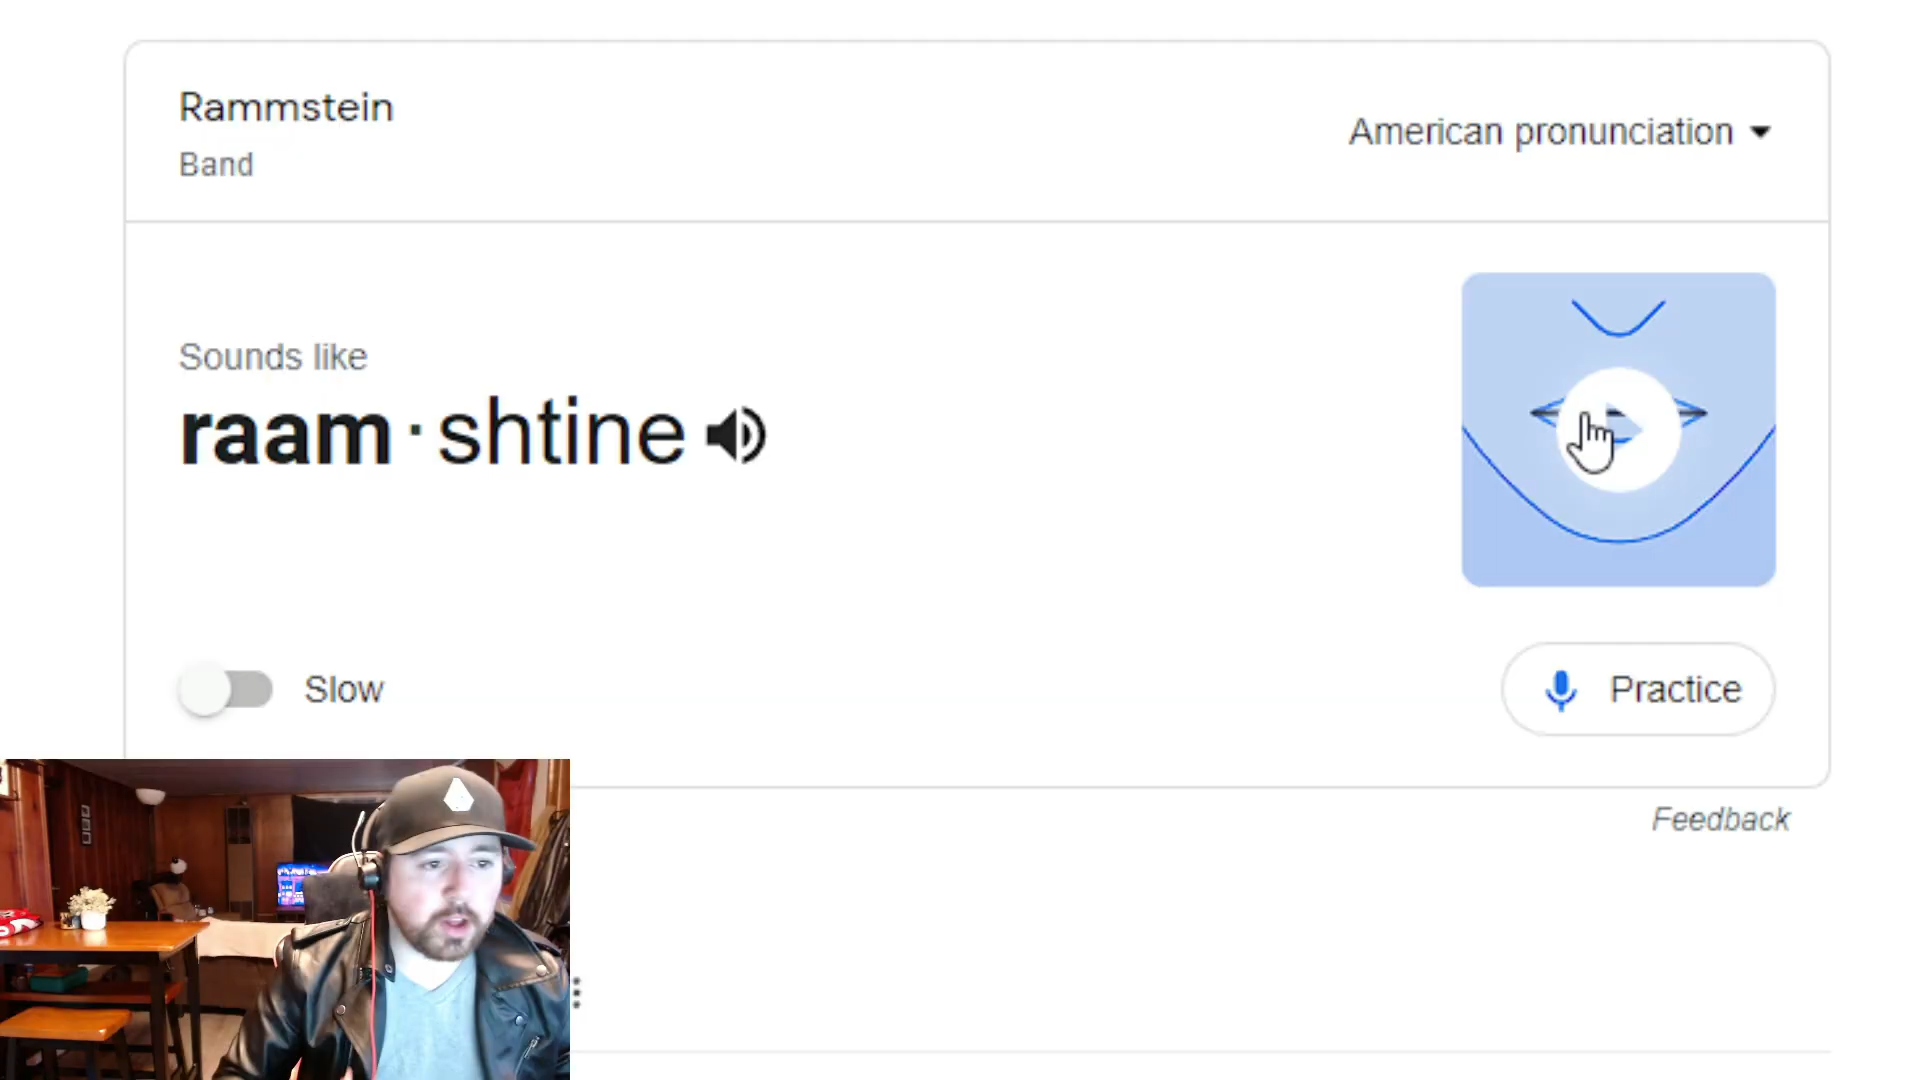 Rammstein
Band
American pronunciation
Sounds like
raam · shtine
Slow
Practice
Feedback